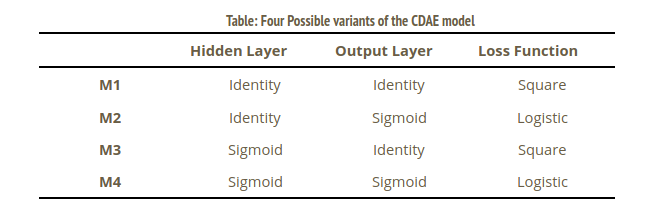 Table: Four Possible variants of the CDAE model
Hidden Layer Output Layer Loss Function
M1 Identity Identity Square
M2 Identity Sigmoid Logistic
M3 Sigmoid Identity Square
M4 Sigmoid Sigmoid Logistic